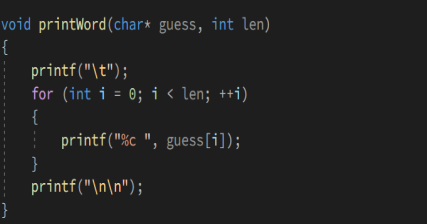 void printWord(char* guess, int len)
{
    printf("\t");
    for (int i = 0; i < len; ++i)
    {
        printf("%c ", guess[i]);
    }
    printf("\n\n");
}